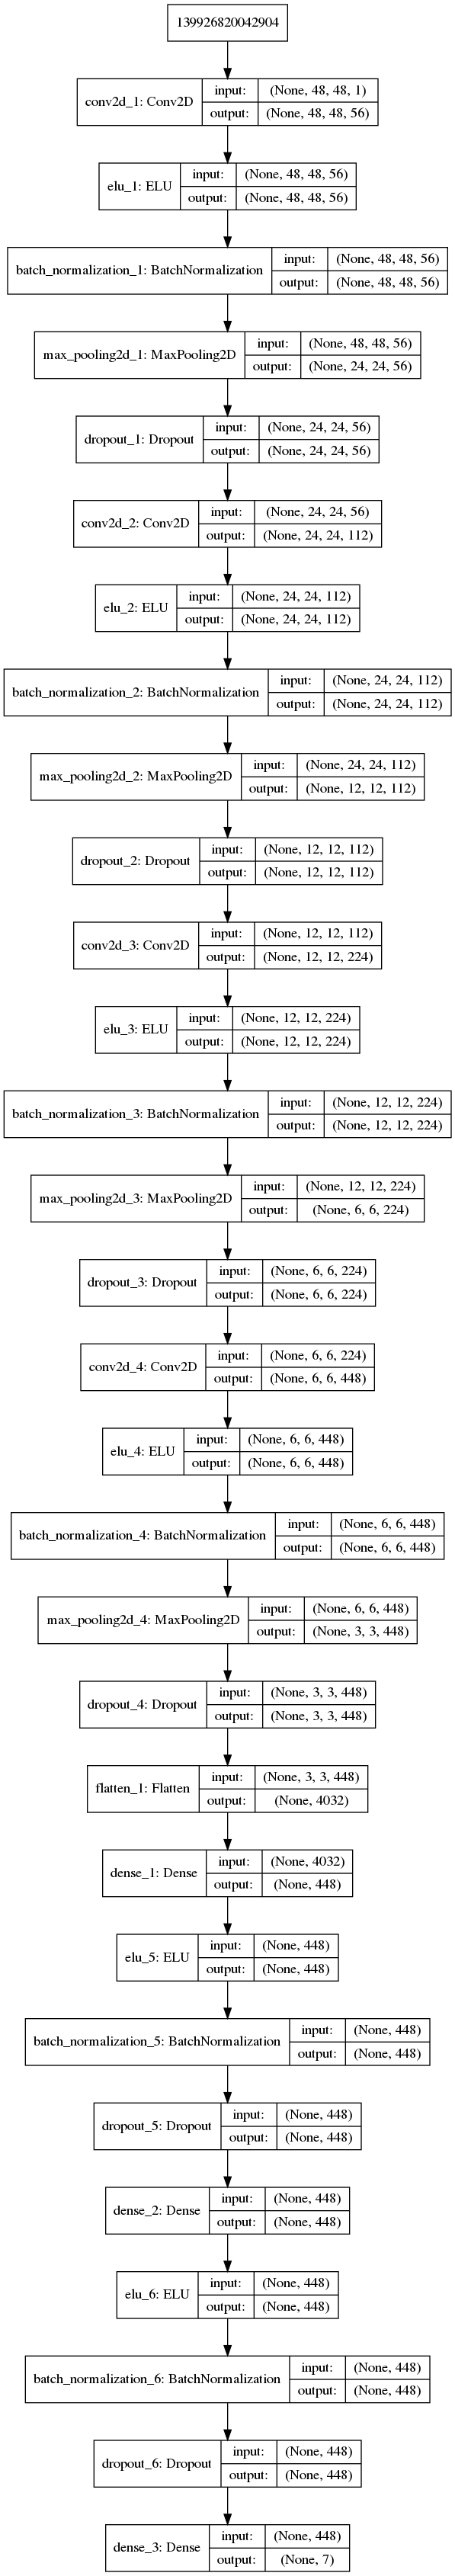 139926820042904
conv2d_1: Conv2D
input: (None, 48, 48, 1)
output: (None, 48, 48, 56)
elu_1: ELU
input: (None, 48, 48, 56)
output: (None, 48, 48, 56)
batch_normalization_1: BatchNormalization
input: (None, 48, 48, 56)
output: (None, 48, 48, 56)
max_pooling2d_1: MaxPooling2D
input: (None, 48, 48, 56)
output: (None, 24, 24, 56)
dropout_1: Dropout
input: (None, 24, 24, 56)
output: (None, 24, 24, 56)
conv2d_2: Conv2D
input: (None, 24, 24, 56)
output: (None, 24, 24, 112)
elu_2: ELU
input: (None, 24, 24, 112)
output: (None, 24, 24, 112)
batch_normalization_2: BatchNormalization
input: (None, 24, 24, 112)
output: (None, 24, 24, 112)
max_pooling2d_2: MaxPooling2D
input: (None, 24, 24, 112)
output: (None, 12, 12, 112)
dropout_2: Dropout
input: (None, 12, 12, 112)
output: (None, 12, 12, 112)
conv2d_3: Conv2D
input: (None, 12, 12, 112)
output: (None, 12, 12, 224)
elu_3: ELU
input: (None, 12, 12, 224)
output: (None, 12, 12, 224)
batch_normalization_3: BatchNormalization
input: (None, 12, 12, 224)
output: (None, 12, 12, 224)
max_pooling2d_3: MaxPooling2D
input: (None, 12, 12, 224)
output: (None, 6, 6, 224)
dropout_3: Dropout
input: (None, 6, 6, 224)
output: (None, 6, 6, 224)
conv2d_4: Conv2D
input: (None, 6, 6, 224)
output: (None, 6, 6, 448)
elu_4: ELU
input: (None, 6, 6, 448)
output: (None, 6, 6, 448)
batch_normalization_4: BatchNormalization
input: (None, 6, 6, 448)
output: (None, 6, 6, 448)
max_pooling2d_4: MaxPooling2D
input: (None, 6, 6, 448)
output: (None, 3, 3, 448)
dropout_4: Dropout
input: (None, 3, 3, 448)
output: (None, 3, 3, 448)
flatten_1: Flatten
input: (None, 3, 3, 448)
output: (None, 4032)
dense_1: Dense
input: (None, 4032)
output: (None, 448)
elu_5: ELU
input: (None, 448)
output: (None, 448)
batch_normalization_5: BatchNormalization
input: (None, 448)
output: (None, 448)
dropout_5: Dropout
input: (None, 448)
output: (None, 448)
dense_2: Dense
input: (None, 448)
output: (None, 448)
elu_6: ELU
input: (None, 448)
output: (None, 448)
batch_normalization_6: BatchNormalization
input: (None, 448)
output: (None, 448)
dropout_6: Dropout
input: (None, 448)
output: (None, 448)
dense_3: Dense
input: (None, 448)
output: (None, 7)